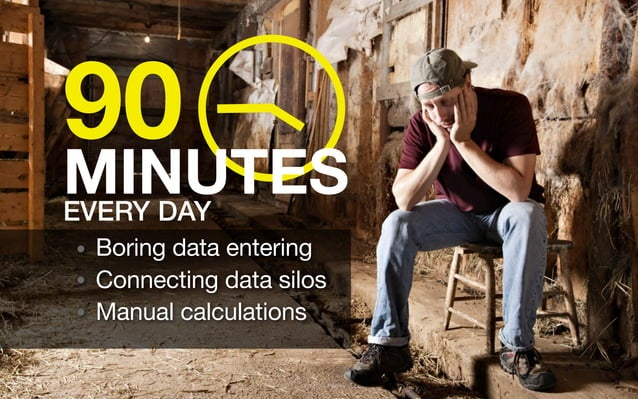 90
MINUTES
EVERY DAY
• Boring data entering
• Connecting data silos
• Manual calculations